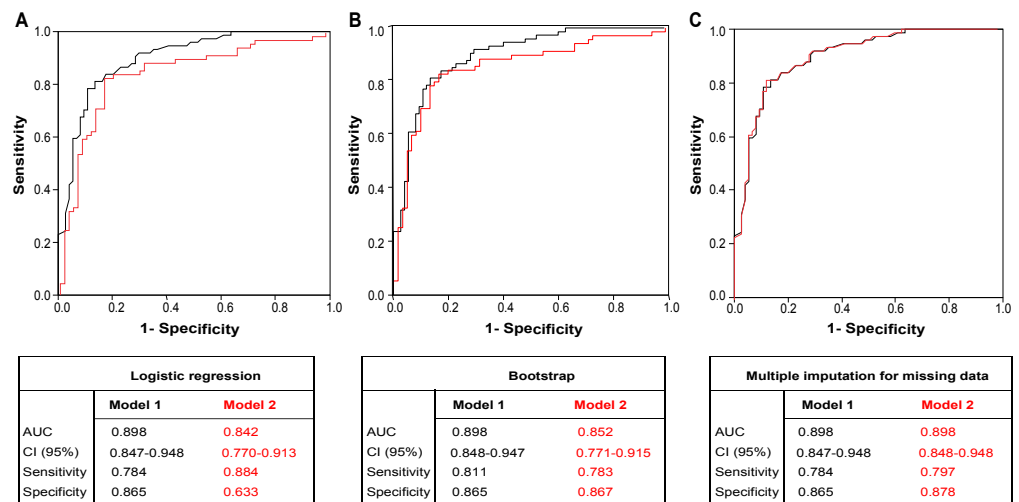 A
1.0
0.8
0.6
0.4
0.2
0.0
Sensitivity
0.0 0.2 0.4 0.6 0.8 1.0
1- Specificity
B
1.0
0.8
0.6
0.4
0.2
0.0
Sensitivity
0.0 0.2 0.4 0.6 0.8 1.0
1- Specificity
C
1.0
0.8
0.6
0.4
0.2
0.0
Sensitivity
0.0 0.2 0.4 0.6 0.8 1.0
1- Specificity
Logistic regression
Model 1 Model 2
AUC 0.898 0.842
CI (95%) 0.847-0.948 0.770-0.913
Sensitivity 0.784 0.884
Specificity 0.865 0.633
Bootstrap
Model 1 Model 2
AUC 0.898 0.852
CI (95%) 0.848-0.947 0.771-0.915
Sensitivity 0.811 0.783
Specificity 0.865 0.867
Multiple imputation for missing data
Model 1 Model 2
AUC 0.898 0.898
CI (95%) 0.847-0.948 0.848-0.948
Sensitivity 0.784 0.797
Specificity 0.865 0.878